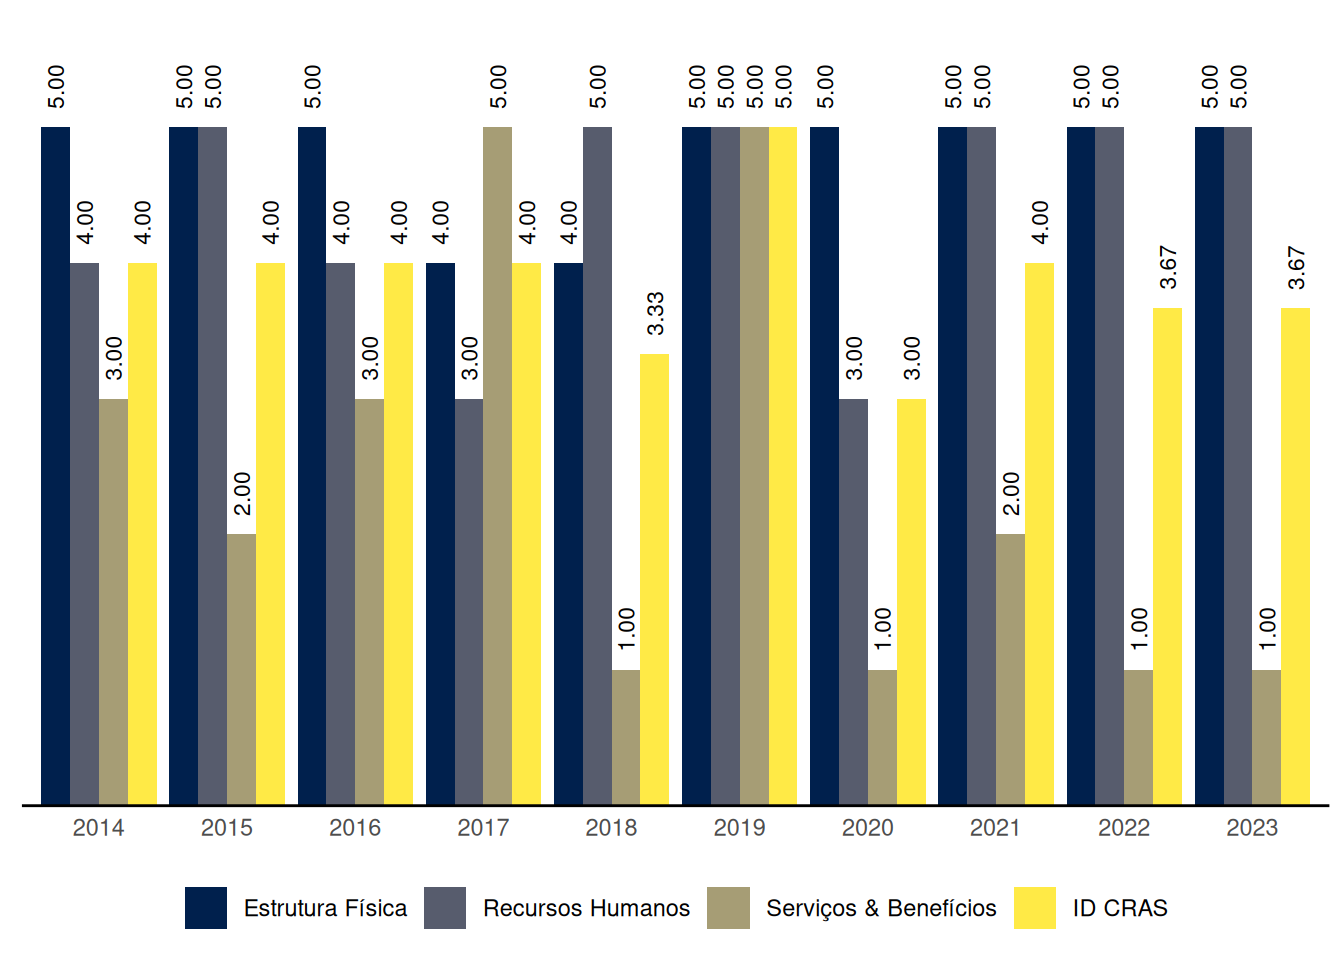 5.00 4.00 3.00 4.00
5.00 5.00 2.00 4.00
5.00 4.00 3.00 4.00
4.00 3.00 5.00 4.00
4.00 5.00 1.00 3.33
5.00 5.00 5.00 5.00
5.00 3.00 1.00 3.00
5.00 5.00 2.00 4.00
5.00 5.00 1.00 3.67
5.00 5.00 1.00 3.67
2014 2015 2016 2017 2018 2019 2020 2021 2022 2023
Estrutura Física Recursos Humanos Serviços & Benefícios ID CRAS